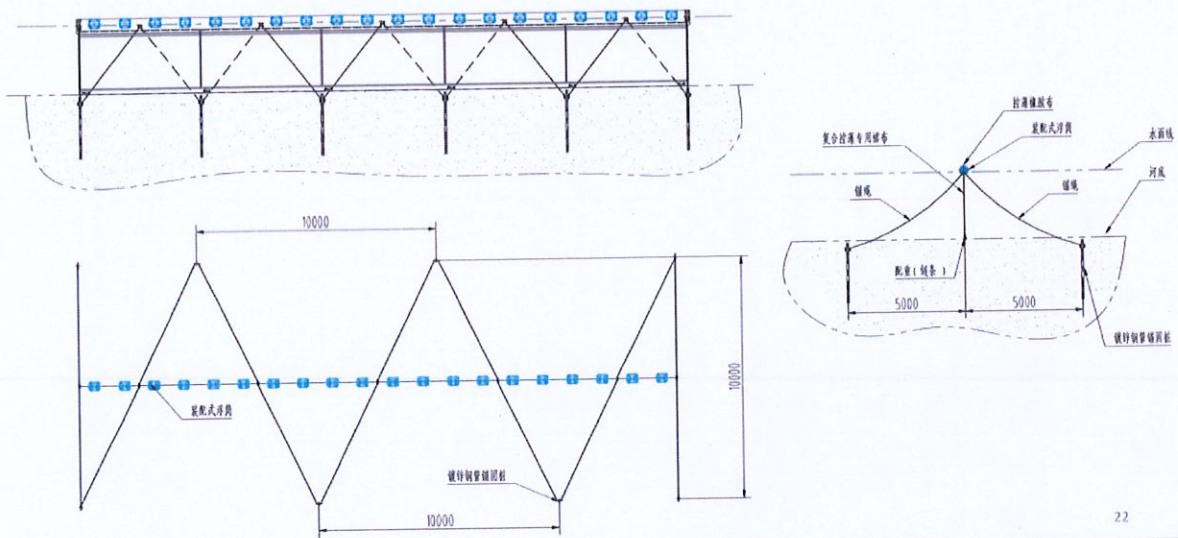 控藻橡胶布
装配式浮筒
复合控藻专用裙布
水面线
河底
锚绳
锚绳
配重(链条)
5000
5000
镀锌钢管锚固桩
10000
10000
装配式浮筒
镀锌钢管锚固桩
10000
22